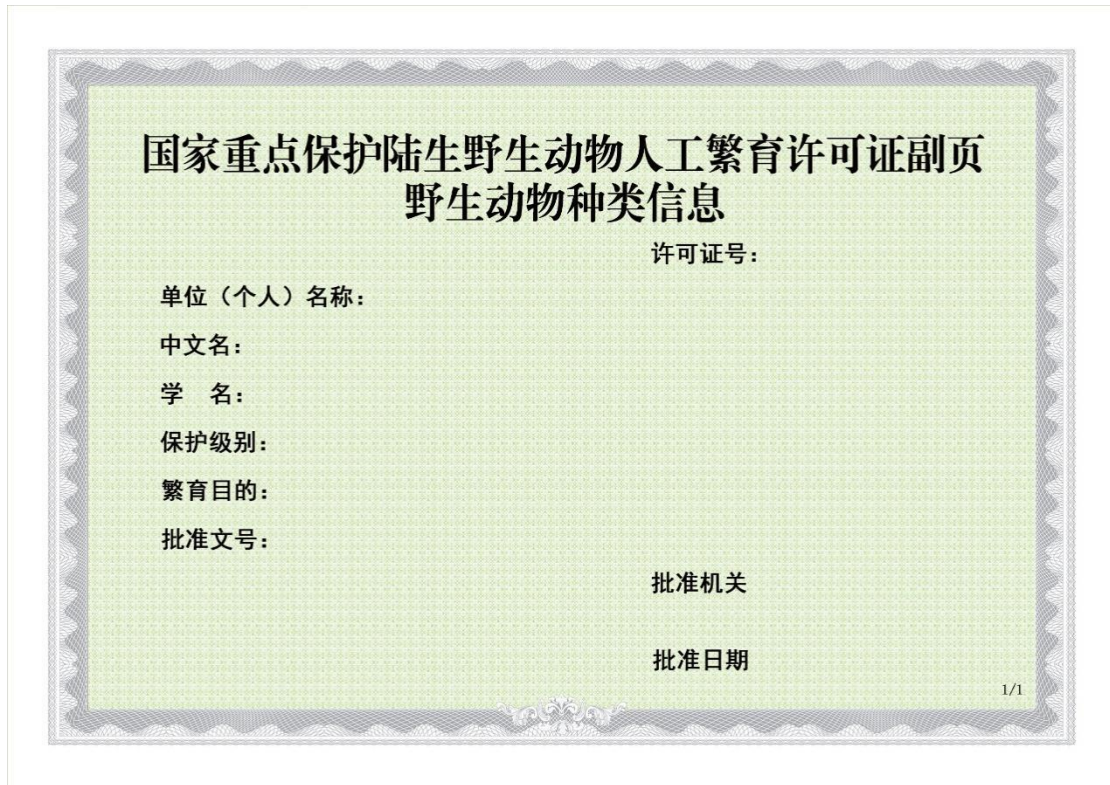 国家重点保护陆生野生动物人工繁育许可证副页
野生动物种类信息
许可证号：
单位（个人）名称：
中文名：
学　名：
保护级别：
繁育目的：
批准文号：
批准机关
批准日期
1/1